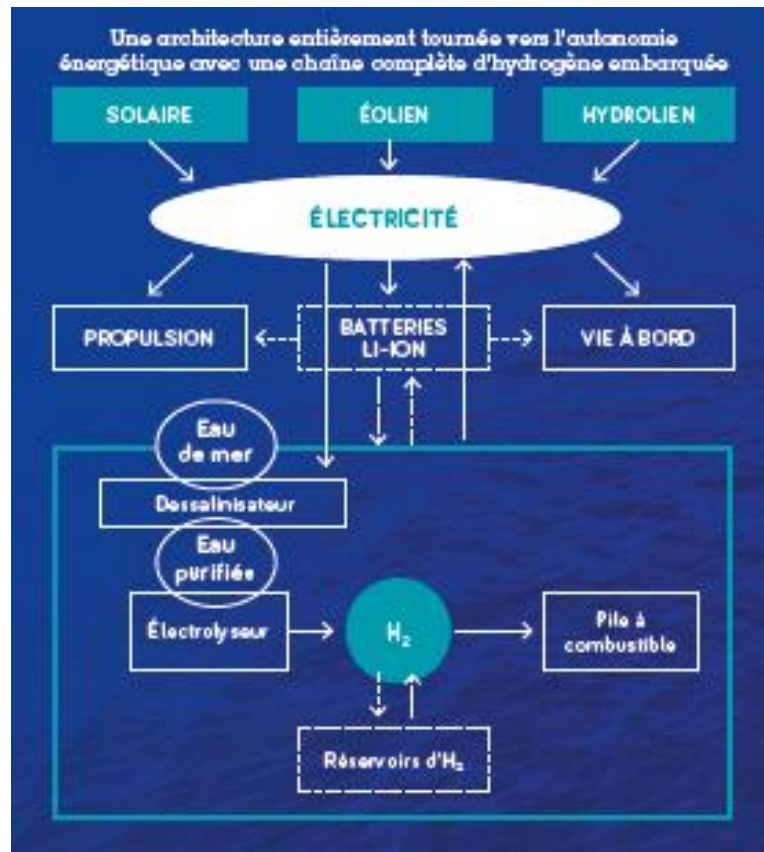 Une architecture entièrement tournée vers l'autonomie
énergétique avec une chaîne complète d'hydrogène embarquée
SOLAIRE
ÉOLIEN
HYDROLIEN
ÉLECTRICITÉ
PROPULSION
BATTERIES
LI-ION
VIE À BORD
Eau
de mer
Dessalinisateur
Eau
purifiée
Électrolyseur
H₂
Pile à
combustible
Réservoirs d'H₂